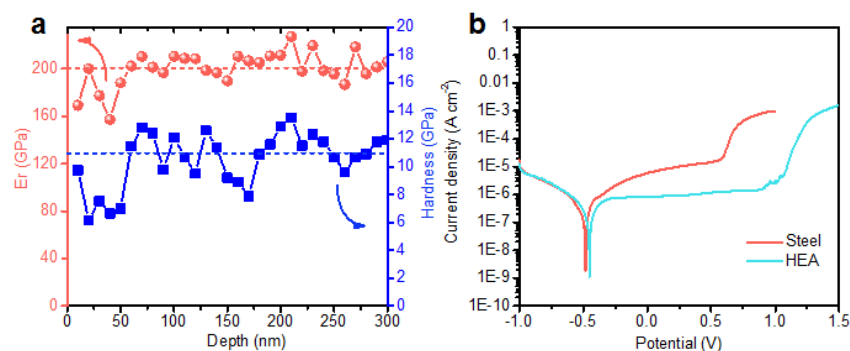 a
200
160
120
80
40
0
Er (GPa)
20
18
16
14
12
10
8
6
4
2
0
Hardness (GPa)
0 50 100 150 200 250 300
Depth (nm)
b
1
0.1
0.01
1E-3
1E-4
1E-5
1E-6
1E-7
1E-8
1E-9
1E-10
Current density (A cm-2)
Steel
HEA
-1.0 -0.5 0.0 0.5 1.0 1.5
Potential (V)